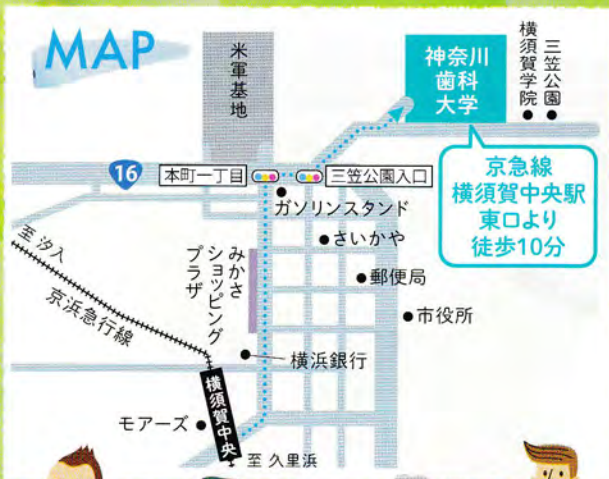 MAP
米軍基地
神奈川
歯科
大学
横須賀学院
三笠公園
京急線
横須賀中央駅
東口より
徒歩10分
16
本町一丁目
三笠公園入口
ガソリンスタンド
さいかや
郵便局
市役所
みかさ
ショッピング
プラザ
至 汐入
京浜急行線
横浜銀行
モアーズ
横須賀中央
至 久里浜